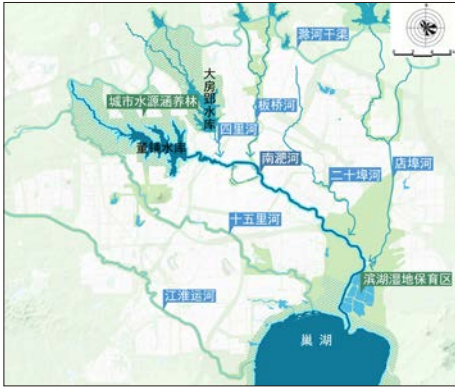 滁河干渠
大房郢水库
城市水源涵养林
板桥河
四里河
董铺水库
南淝河
店埠河
二十埠河
十五里河
滨湖湿地保育区
江淮运河
巢湖